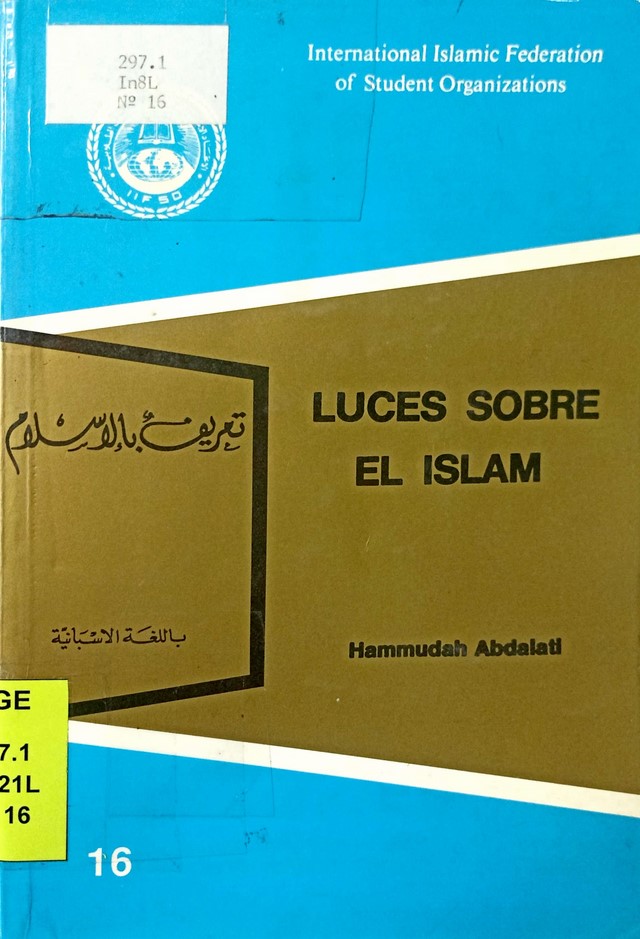 297.1
In8L
Nº 16
International Islamic Federation
of Student Organizations
IIFSO
LUCES SOBRE
EL ISLAM
تعريف بالإسلام
باللغة الاسبانية
Hammudah Abdalati
GE
7.1
21L
16
16